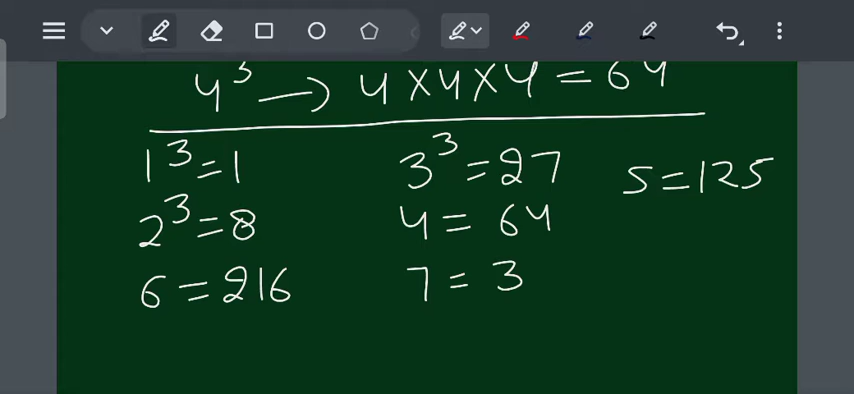 4³ → 4 × 4 × 4 = 64
1³ = 1 3³ = 27 5 = 125
2³ = 8 4 = 64
6 = 216 7 = 3